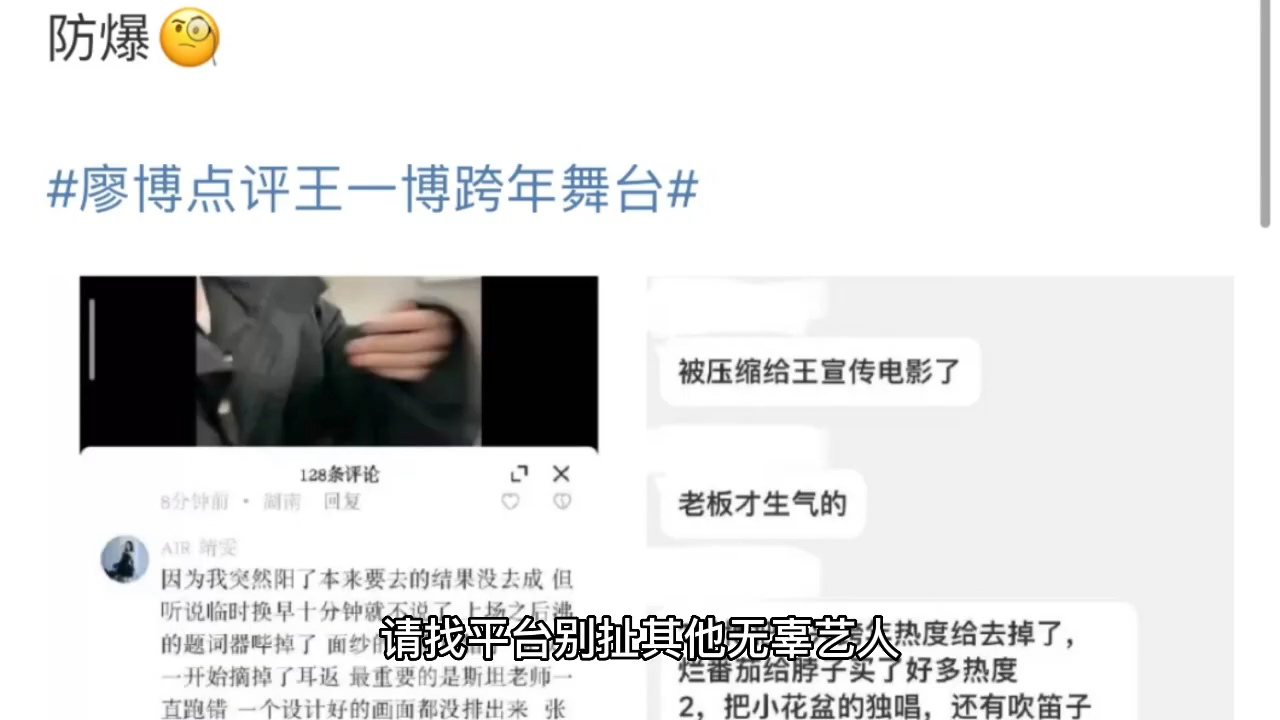 防爆🧐
#廖博点评王一博跨年舞台#
被压缩给王宣传电影了
128条评论
8分钟前 · 湖南 回复
老板才生气的
AIR 靖雯
因为我突然阳了本来要去的结果没去成 但
听说临时换早十分钟就不说了 上场之后沸
的题词器哔掉了 面纱的
一开始摘掉了耳返 最重要的是斯坦老师一
直跑错 一个设计好的画面都没排出来 张
热度给去掉了，
烂番茄给脖子买了好多热度
2，把小花盆的独唱，还有吹笛子
请找平台别扯其他无辜艺人